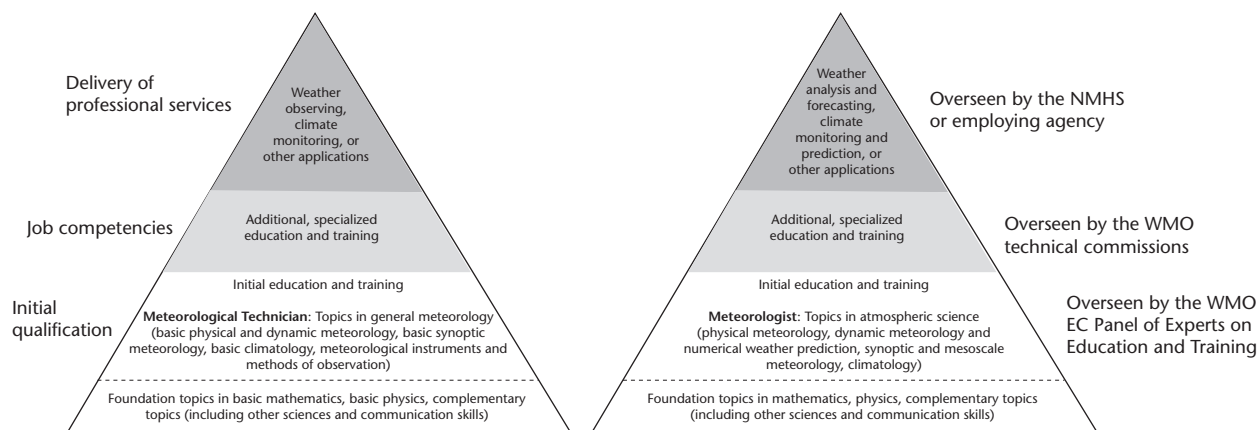 Delivery of
professional services
Weather
observing,
climate
monitoring, or
other applications
Job competencies
Additional, specialized
education and training
Initial
qualification
Initial education and training
Meteorological Technician: Topics in general meteorology
(basic physical and dynamic meteorology, basic synoptic
meteorology, basic climatology, meteorological instruments and
methods of observation)
Foundation topics in basic mathematics, basic physics, complementary
topics (including other sciences and communication skills)
Weather
analysis and
forecasting,
climate
monitoring and
prediction, or
other applications
Overseen by the NMHS
or employing agency
Additional, specialized
education and training
Overseen by the WMO
technical commissions
Initial education and training
Meteorologist: Topics in atmospheric science
(physical meteorology, dynamic meteorology and
numerical weather prediction, synoptic and mesoscale
meteorology, climatology)
Overseen by the WMO
EC Panel of Experts on
Education and Training
Foundation topics in mathematics, physics, complementary topics
(including other sciences and communication skills)